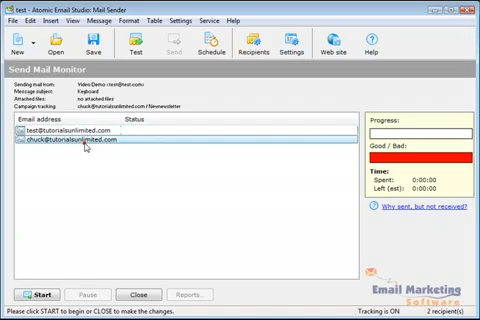 test - Atomic Email Studio: Mail Sender
File Edit Insert View Message Format Table Settings Service Help
New Open Save Test Send Schedule Recipients Settings Web site Help
Send Mail Monitor
Sending mail from: Video Demo <test@test.com>
Message subject: Keyboard
Attached files: no attached files
Campaign tracking: chuck@tutorialsunlimited.com / Newnewsletter
Email address Status
test@tutorialsunlimited.com
chuck@tutorialsunlimited.com
Progress:
Good / Bad:
Time:
Spent: 0:00:00
Left (est): 0:00:00
Why sent, but not received?
Start Pause Close Reports...
Email Marketing
Software
Please click START to begin or CLOSE to make the changes. Tracking is ON 2 recipient(s)